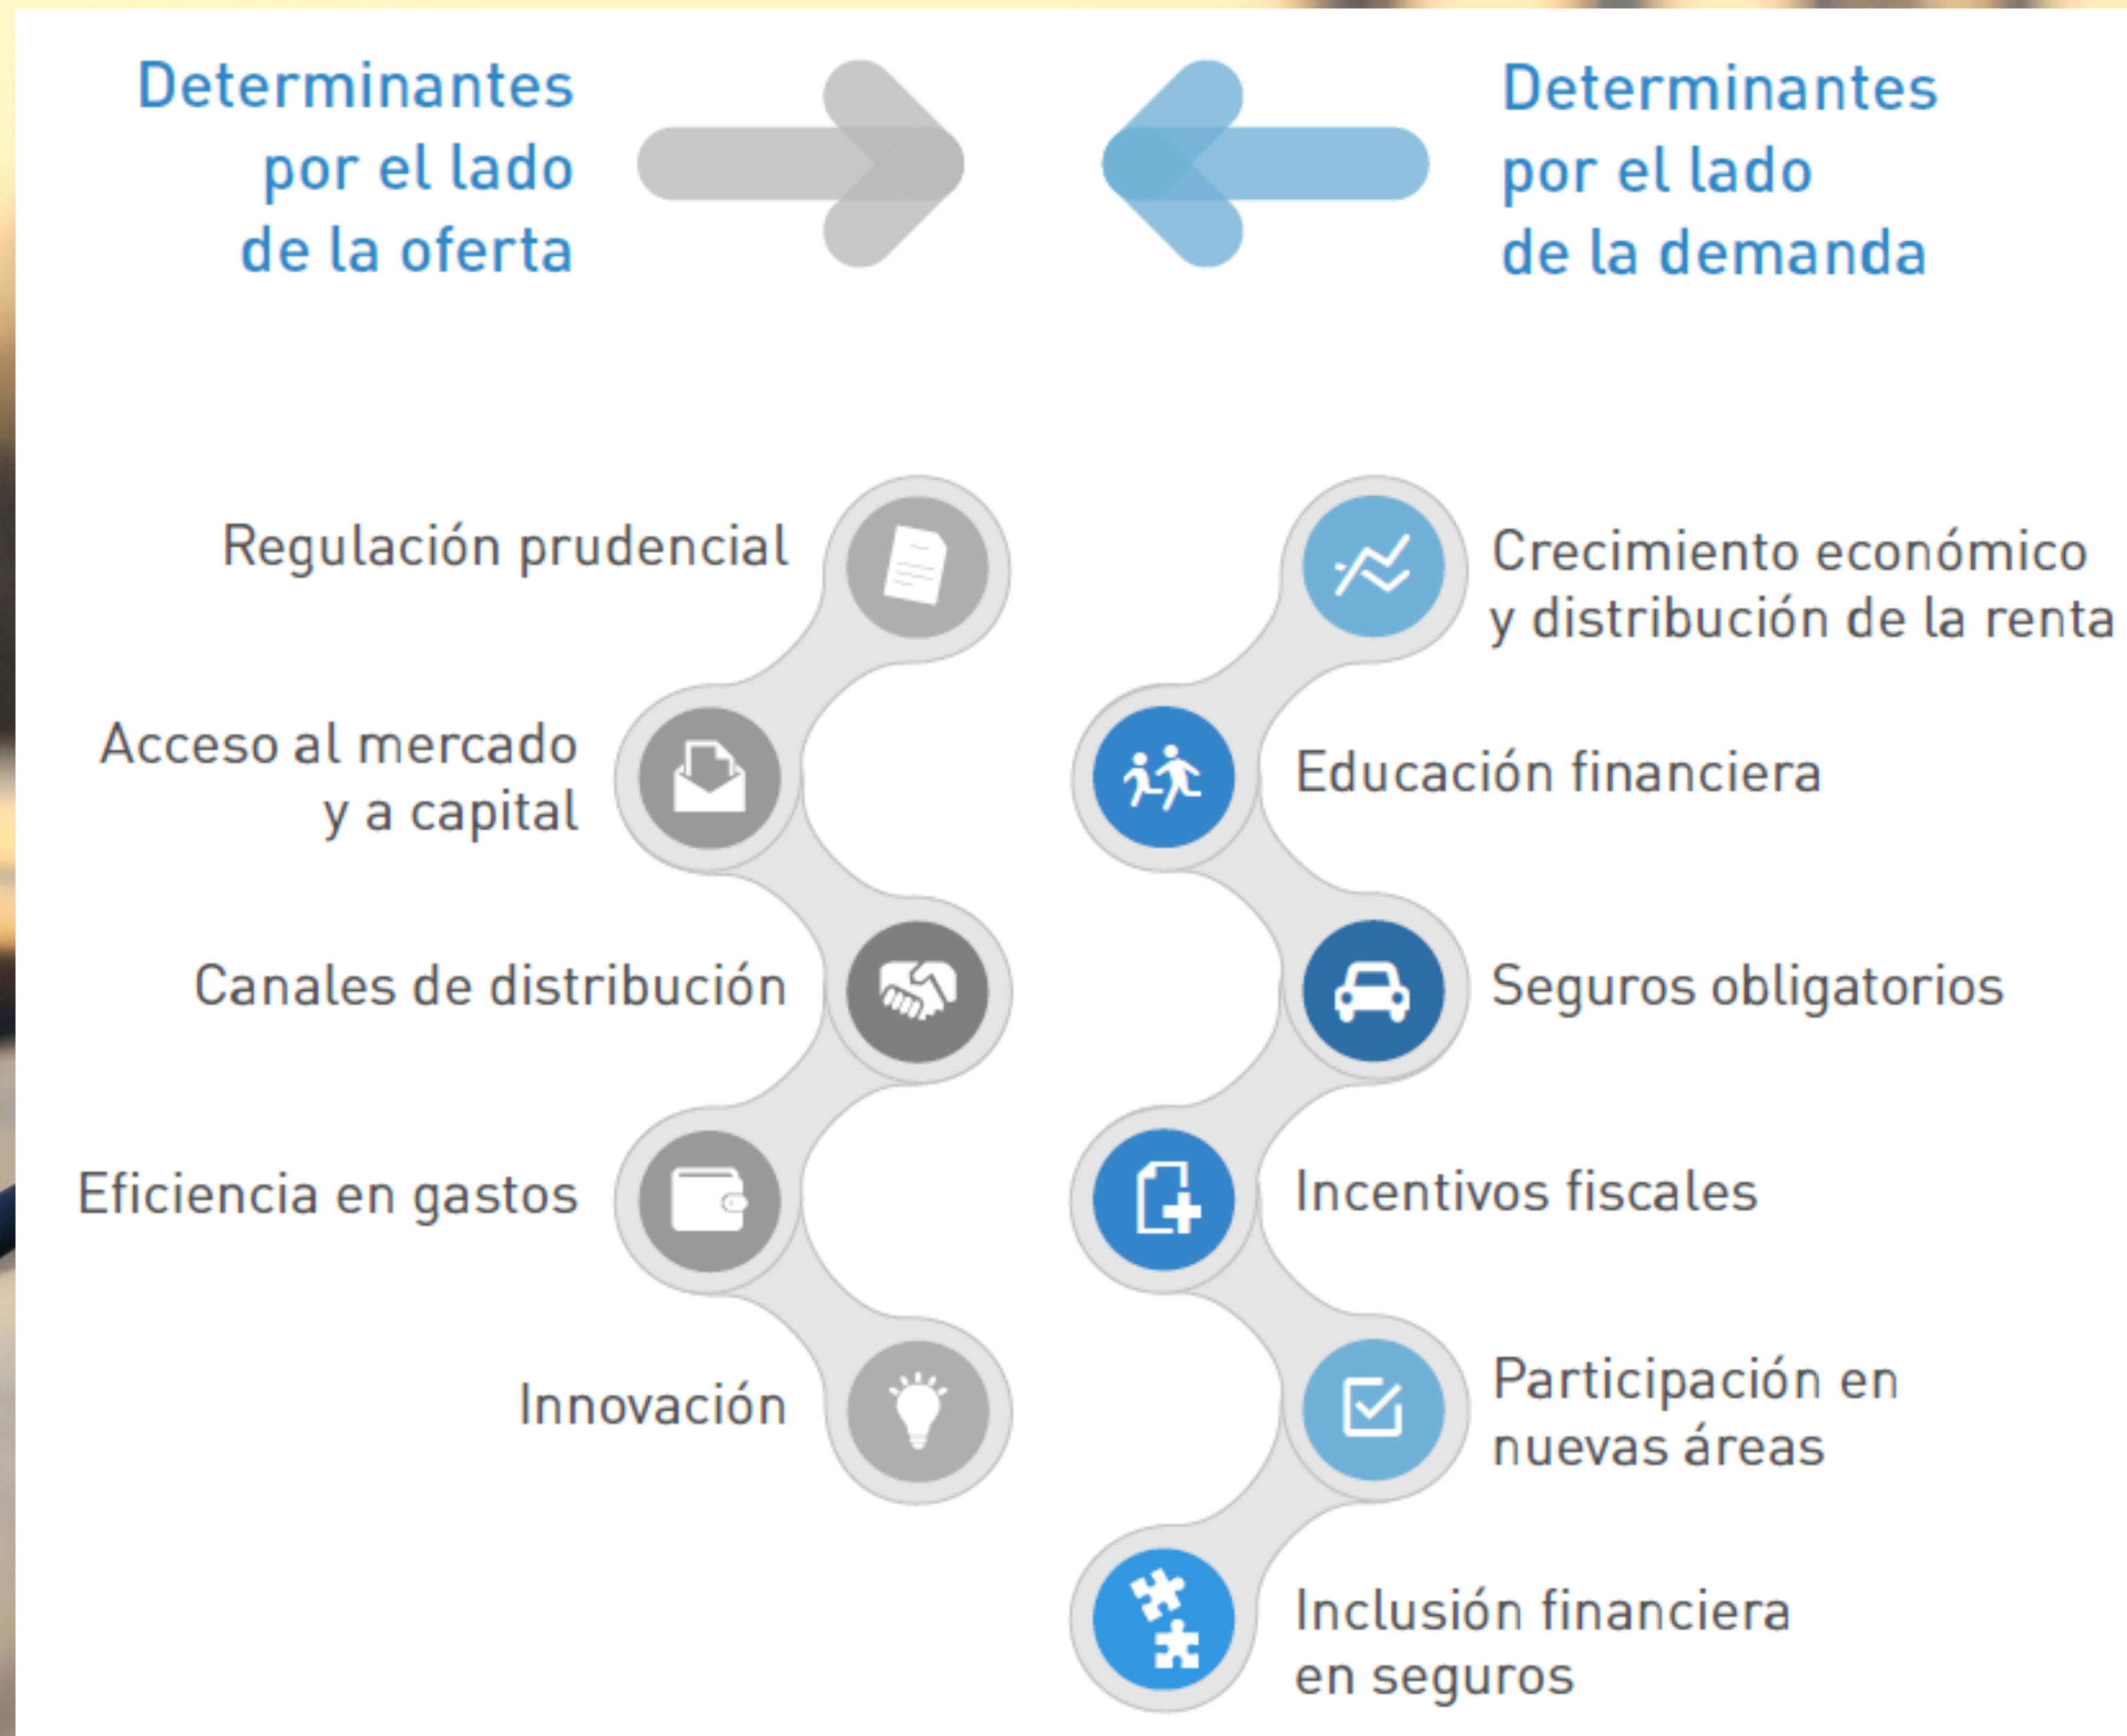 Determinantes
por el lado
de la oferta
Determinantes
por el lado
de la demanda
Regulación prudencial
Acceso al mercado
y a capital
Canales de distribución
Eficiencia en gastos
Innovación
Crecimiento económico
y distribución de la renta
Educación financiera
Seguros obligatorios
Incentivos fiscales
Participación en
nuevas áreas
Inclusión financiera
en seguros